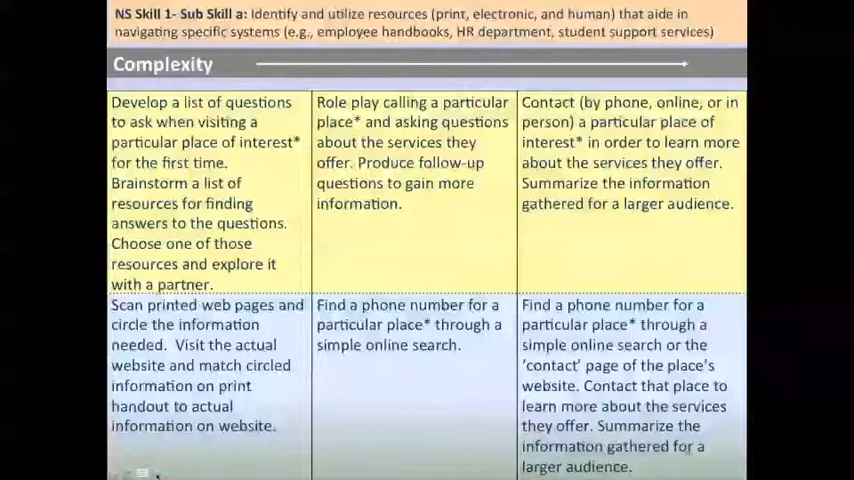 NS Skill 1- Sub Skill a: Identify and utilize resources (print, electronic, and human) that aide in
navigating specific systems (e.g., employee handbooks, HR department, student support services)
Complexity
Develop a list of questions
to ask when visiting a
particular place of interest*
for the first time.
Brainstorm a list of
resources for finding
answers to the questions.
Choose one of those
resources and explore it
with a partner.
Role play calling a particular
place* and asking questions
about the services they
offer. Produce follow-up
questions to gain more
information.
Contact (by phone, online, or in
person) a particular place of
interest* in order to learn more
about the services they offer.
Summarize the information
gathered for a larger audience.
Scan printed web pages and
circle the information
needed. Visit the actual
website and match circled
information on print
handout to actual
information on website.
Find a phone number for a
particular place* through a
simple online search.
Find a phone number for a
particular place* through a
simple online search or the
'contact' page of the place's
website. Contact that place to
learn more about the services
they offer. Summarize the
information gathered for a
larger audience.